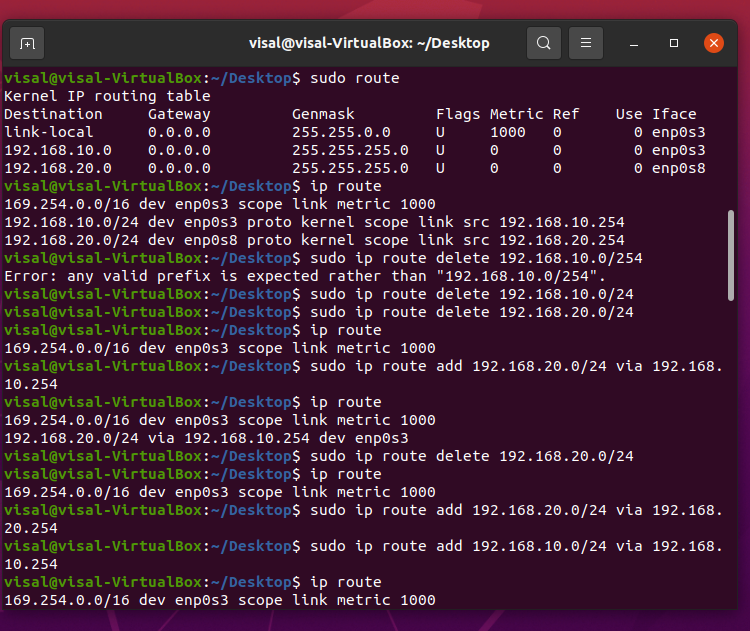 visal@visal-VirtualBox: ~/Desktop
visal@visal-VirtualBox:~/Desktop$ sudo route
Kernel IP routing table
Destination     Gateway         Genmask         Flags Metric Ref    Use Iface
link-local      0.0.0.0         255.255.0.0     U     1000   0        0 enp0s3
192.168.10.0    0.0.0.0         255.255.255.0   U     0      0        0 enp0s3
192.168.20.0    0.0.0.0         255.255.255.0   U     0      0        0 enp0s8
visal@visal-VirtualBox:~/Desktop$ ip route
169.254.0.0/16 dev enp0s3 scope link metric 1000
192.168.10.0/24 dev enp0s3 proto kernel scope link src 192.168.10.254
192.168.20.0/24 dev enp0s8 proto kernel scope link src 192.168.20.254
visal@visal-VirtualBox:~/Desktop$ sudo ip route delete 192.168.10.0/254
Error: any valid prefix is expected rather than "192.168.10.0/254".
visal@visal-VirtualBox:~/Desktop$ sudo ip route delete 192.168.10.0/24
visal@visal-VirtualBox:~/Desktop$ sudo ip route delete 192.168.20.0/24
visal@visal-VirtualBox:~/Desktop$ ip route
169.254.0.0/16 dev enp0s3 scope link metric 1000
visal@visal-VirtualBox:~/Desktop$ sudo ip route add 192.168.20.0/24 via 192.168.
10.254
visal@visal-VirtualBox:~/Desktop$ ip route
169.254.0.0/16 dev enp0s3 scope link metric 1000
192.168.20.0/24 via 192.168.10.254 dev enp0s3
visal@visal-VirtualBox:~/Desktop$ sudo ip route delete 192.168.20.0/24
visal@visal-VirtualBox:~/Desktop$ ip route
169.254.0.0/16 dev enp0s3 scope link metric 1000
visal@visal-VirtualBox:~/Desktop$ sudo ip route add 192.168.20.0/24 via 192.168.
20.254
visal@visal-VirtualBox:~/Desktop$ sudo ip route add 192.168.10.0/24 via 192.168.
10.254
visal@visal-VirtualBox:~/Desktop$ ip route
169.254.0.0/16 dev enp0s3 scope link metric 1000